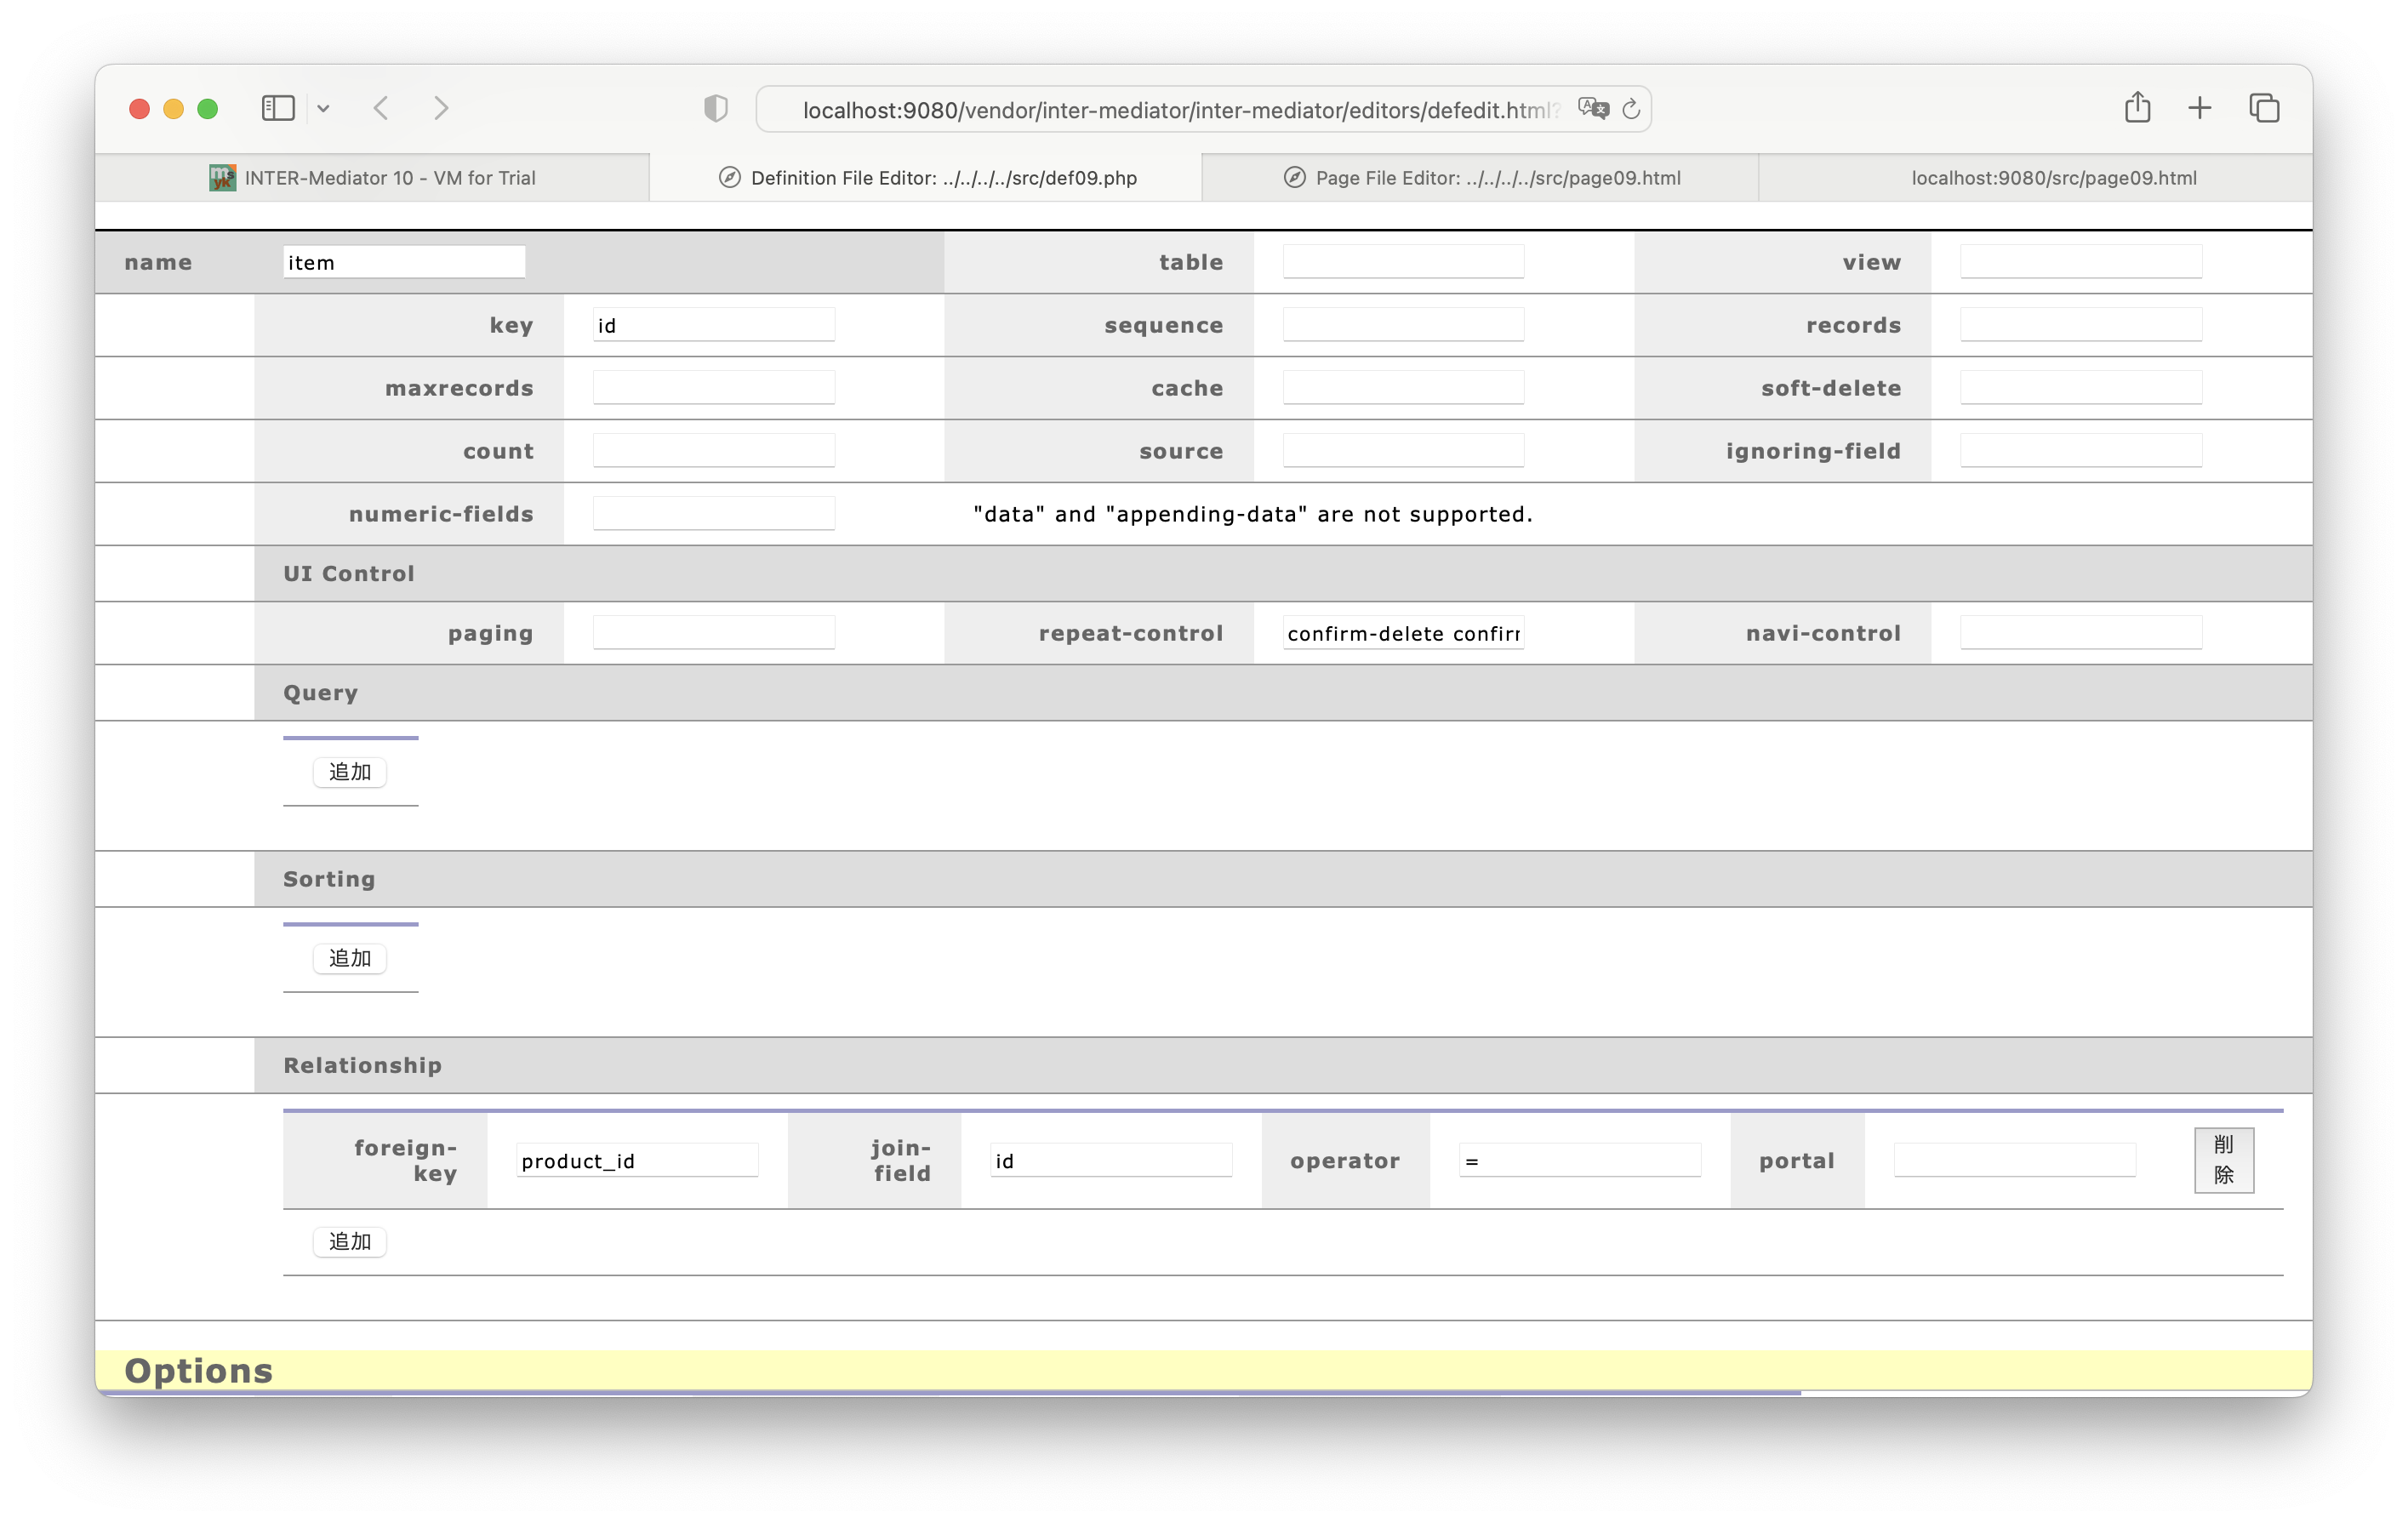 localhost:9080/vendor/inter-mediator/inter-mediator/editors/defedit.html?
INTER-Mediator 10 - VM for Trial
Definition File Editor: ../../../../src/def09.php
Page File Editor: ../../../../src/page09.html
localhost:9080/src/page09.html
name item table view
key id sequence records
maxrecords cache soft-delete
count source ignoring-field
numeric-fields "data" and "appending-data" are not supported.
UI Control
paging repeat-control confirm-delete navi-control
Query
追加
Sorting
追加
Relationship
foreign-key product_id join-field id operator = portal 削除
追加
Options